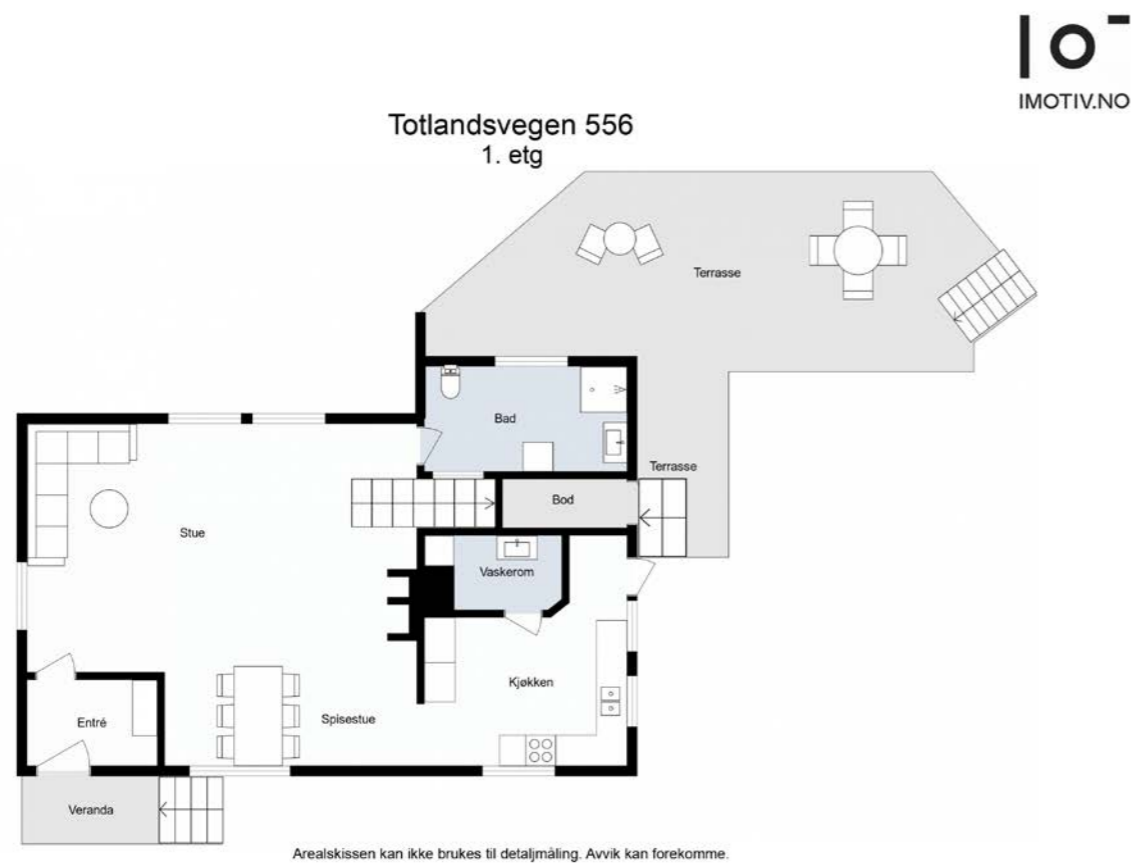 IMOTIV.NO
Totlandsvegen 556
1. etg
Terrasse
Bad
Terrasse
Bod
Stue
Vaskerom
Kjøkken
Entré
Spisestue
Veranda
Arealskissen kan ikke brukes til detaljmåling. Avvik kan forekomme.